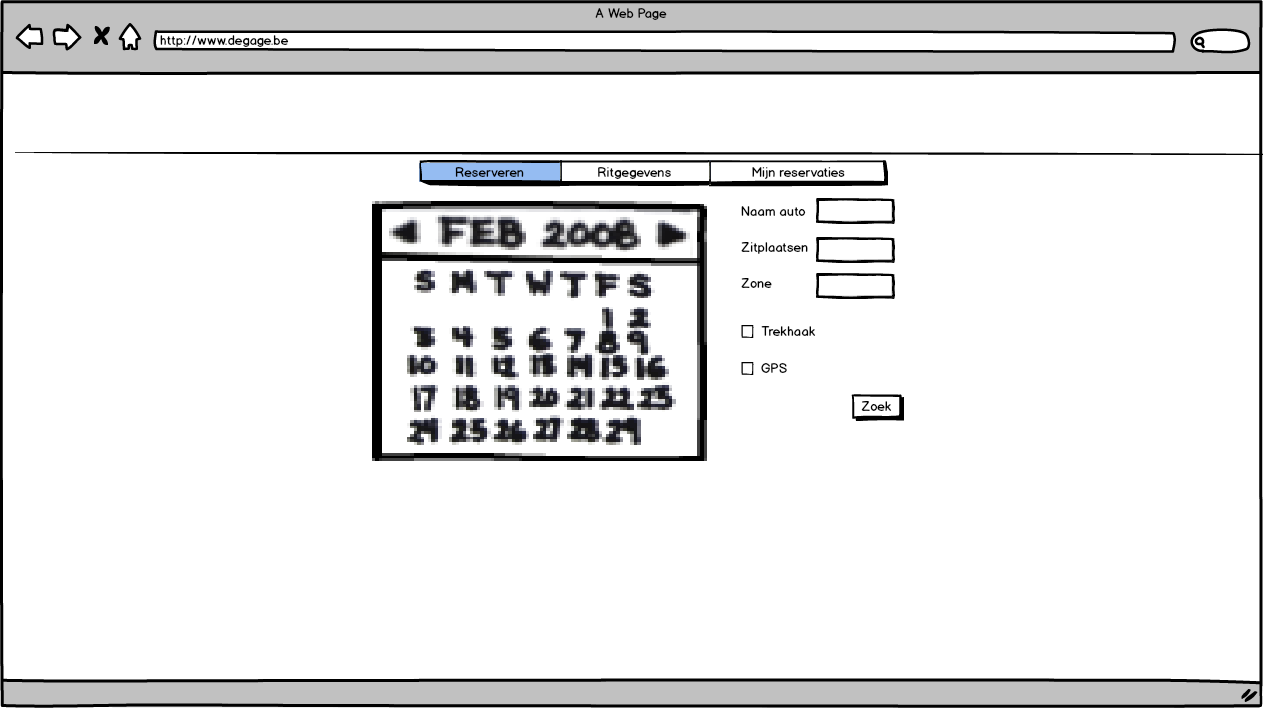 A Web Page
http://www.degage.be
Reserveren Ritgegevens Mijn reservaties
FEB 2008
S M T W T F S
1 2
3 4 5 6 7 8 9
10 11 12 13 14 15 16
17 18 19 20 21 22 23
24 25 26 27 28 29
Naam auto
Zitplaatsen
Zone
Trekhaak
GPS
Zoek